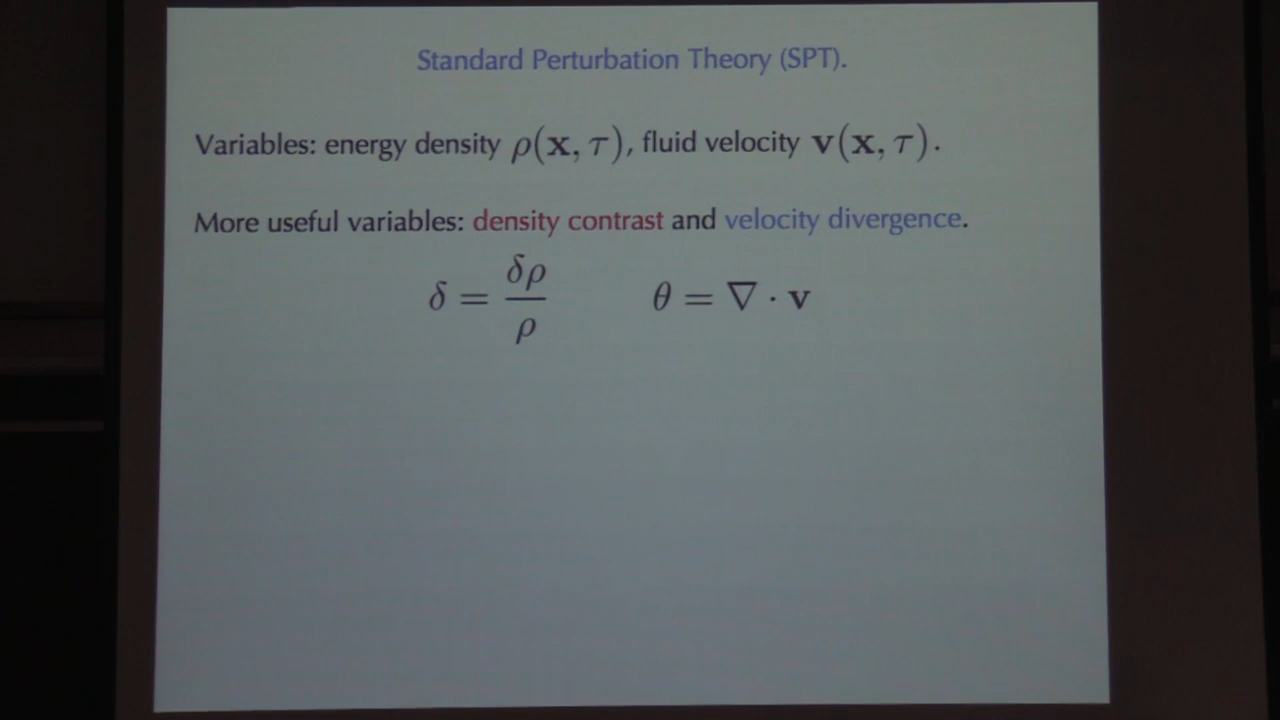 Standard Perturbation Theory (SPT).
Variables: energy density ρ(x, τ), fluid velocity v(x, τ).
More useful variables: density contrast and velocity divergence.
δ = δρ/ρ    θ = ∇ · v